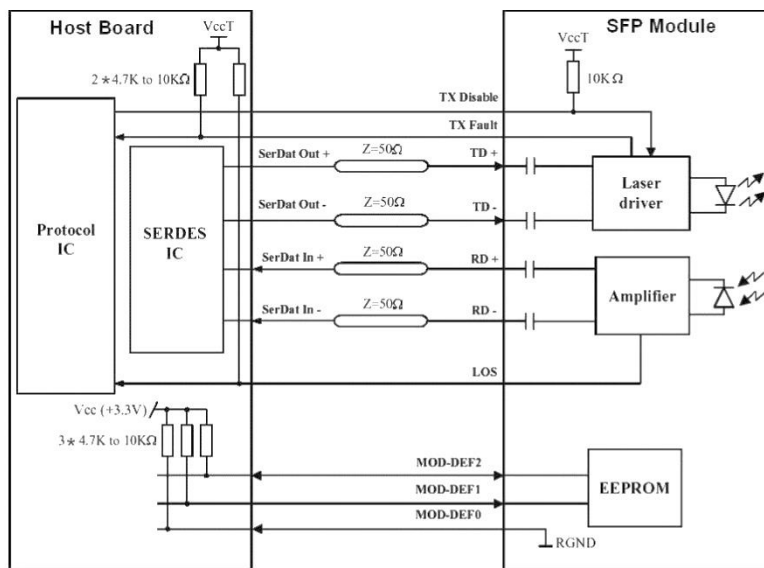 Host Board
SFP Module
VccT
VccT
2*4.7K to 10KΩ
10KΩ
TX Disable
TX Fault
SerDat Out +
Z=50Ω
TD +
SerDat Out -
Z=50Ω
TD -
Laser
driver
Protocol
IC
SERDES
IC
SerDat In +
Z=50Ω
RD +
SerDat In -
Z=50Ω
RD -
Amplifier
LOS
Vcc (+3.3V)
3*4.7K to 10KΩ
MOD-DEF2
MOD-DEF1
MOD-DEF0
EEPROM
RGND